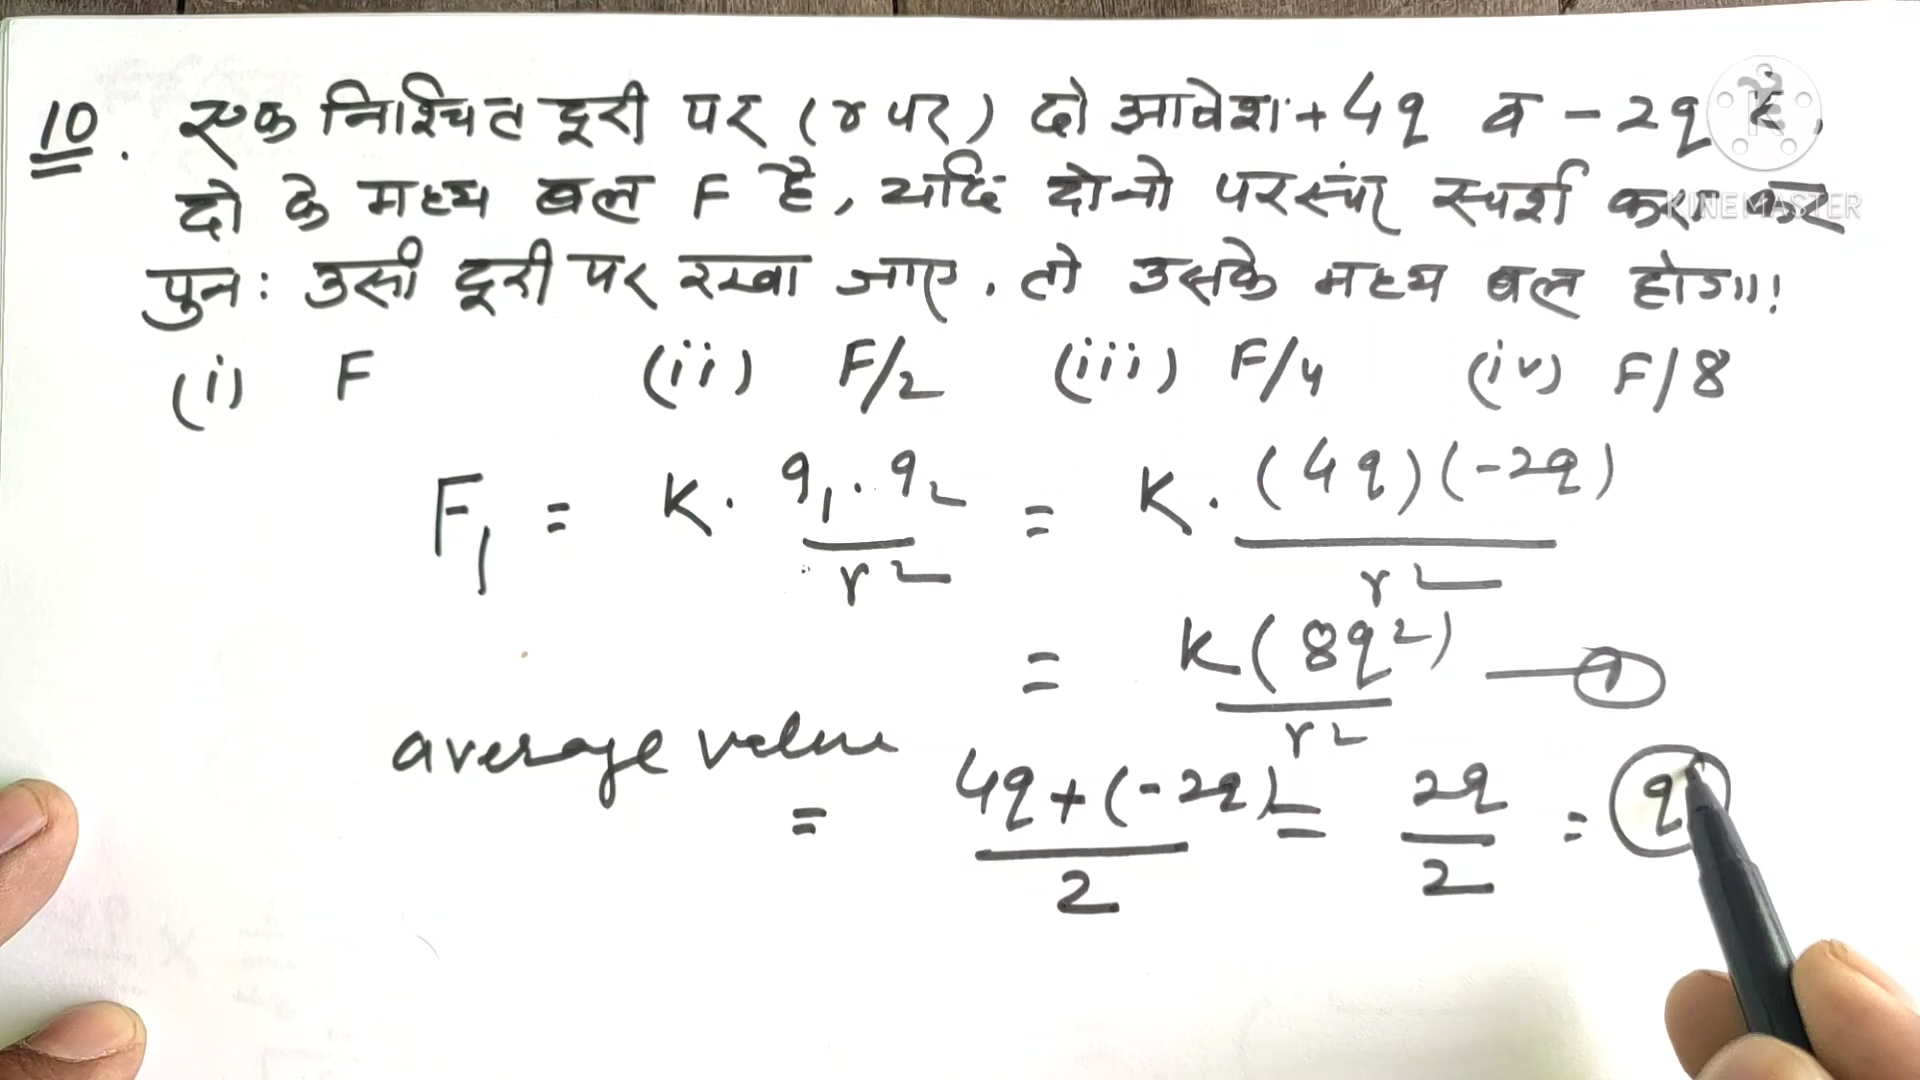 10. एक निश्चित दूरी पर (r पर) दो आवेश +4q व -2q है,
दो के मध्य बल F है, यदि दोनो परस्पर स्पर्श करा कर
पुन: उसी दूरी पर रखा जाए, तो उसके मध्य बल होगा!
(i) F (ii) F/2 (iii) F/4 (iv) F/8
F₁ = K. q₁.q₂/r² = K. (4q)(-2q)/r²
= K(8q²)/r² — ①
average value
= 4q+(-2q)/2 = 2q/2 = q
KINEMASTER